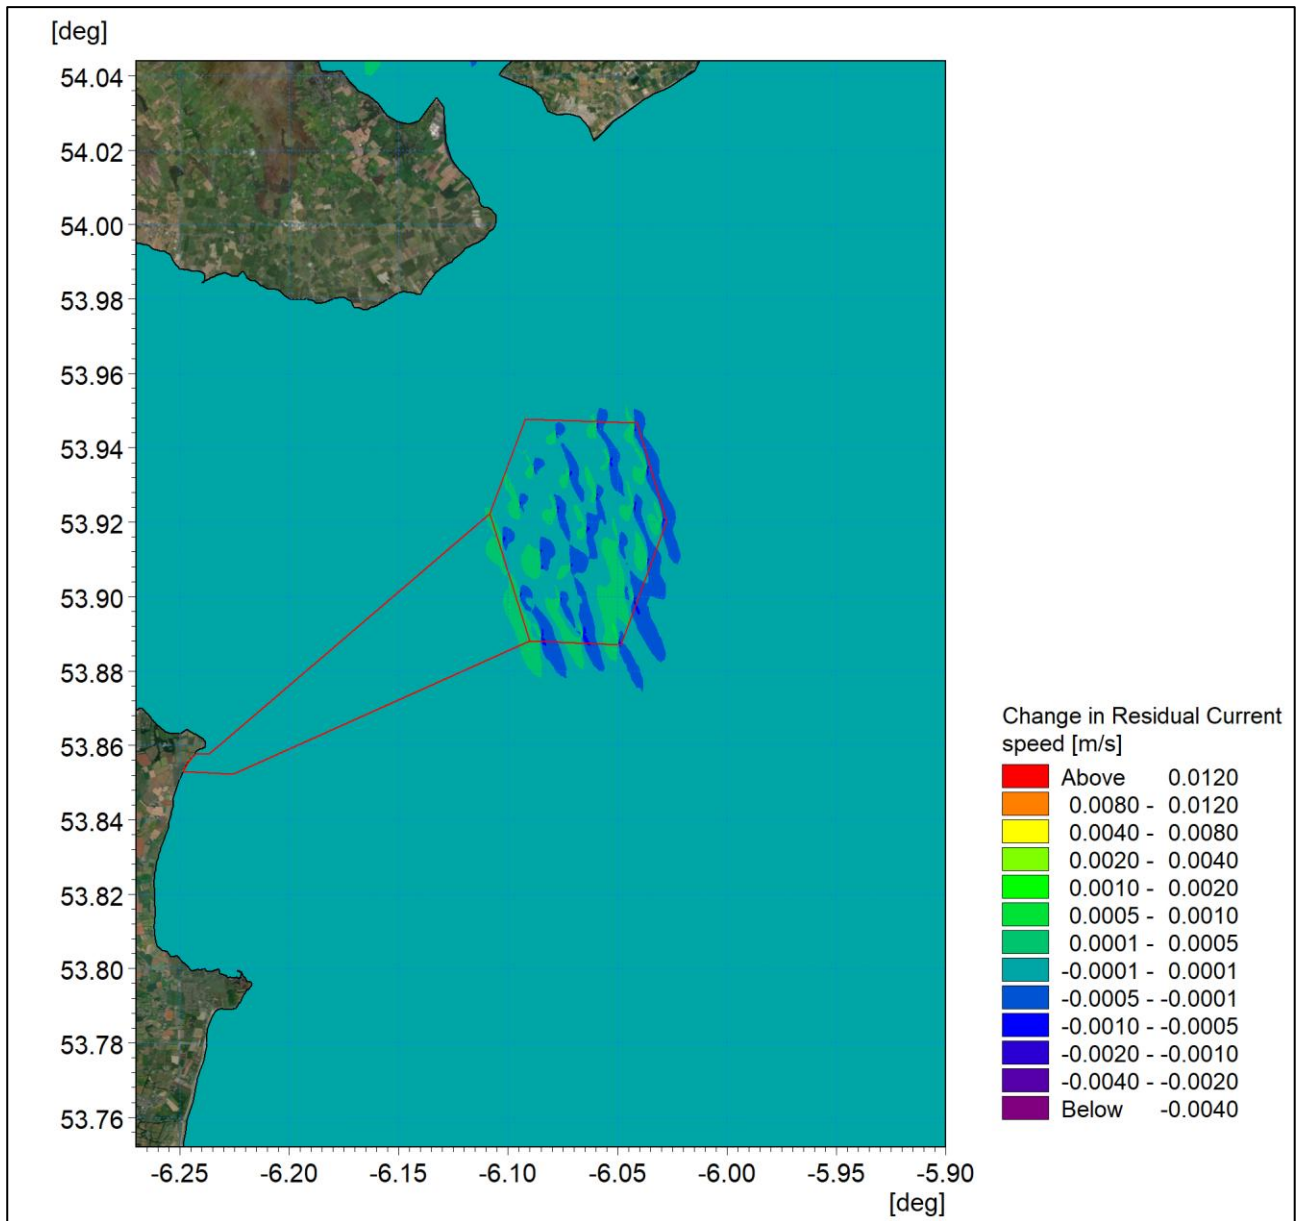 [deg]
54.04
54.02
54.00
53.98
53.96
53.94
53.92
53.90
53.88
53.86
53.84
53.82
53.80
53.78
53.76
-6.25 -6.20 -6.15 -6.10 -6.05 -6.00 -5.95 -5.90
[deg]
Change in Residual Current
speed [m/s]
Above 0.0120
0.0080 - 0.0120
0.0040 - 0.0080
0.0020 - 0.0040
0.0010 - 0.0020
0.0005 - 0.0010
0.0001 - 0.0005
-0.0001 - 0.0001
-0.0005 - -0.0001
-0.0010 - -0.0005
-0.0020 - -0.0010
-0.0040 - -0.0020
Below -0.0040